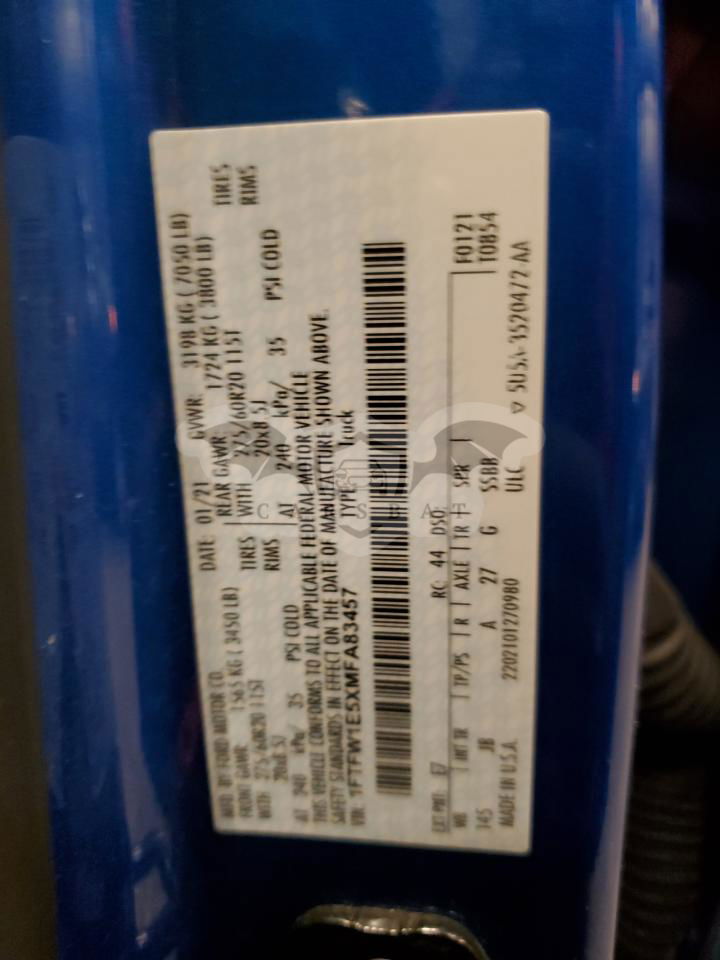 MFD. BY FORD MOTOR CO. DATE: 01/21 GVWR: 3198 KG ( 7050 LB)
FRONT GAWR: 1565 KG ( 3450 LB) REAR GAWR: 1724 KG ( 3800 LB)
WITH 275/60R20 115T TIRES WITH 275/60R20 115T TIRES
20x8.5J RIMS 20x8.5J RIMS
AT 240 kPa/ 35 PSI COLD AT 240 kPa/ 35 PSI COLD
THIS VEHICLE CONFORMS TO ALL APPLICABLE FEDERAL MOTOR VEHICLE
SAFETY STANDARDS IN EFFECT ON THE DATE OF MANUFACTURE SHOWN ABOVE.
VIN: 1FTFW1E5XMFA83457 TYPE: Truck
EXT PNT: E7 RC: 44 DSO: F0121
WB INT TR TP/PS R AXLE TR SPR T0854
145 JB A 27 G SSBB
MADE IN U.S.A. 2202101270980 ULC 5U5A-3520472-AA